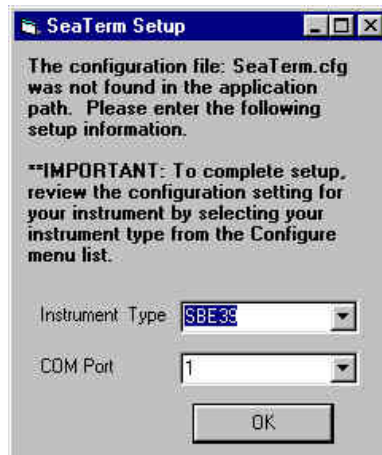 SeaTerm Setup
The configuration file: SeaTerm.cfg
was not found in the application
path.  Please enter the following
setup information.
**IMPORTANT: To complete setup,
review the configuration setting for
your instrument by selecting your
instrument type from the Configure
menu list.
Instrument Type SBE39
COM Port 1
OK